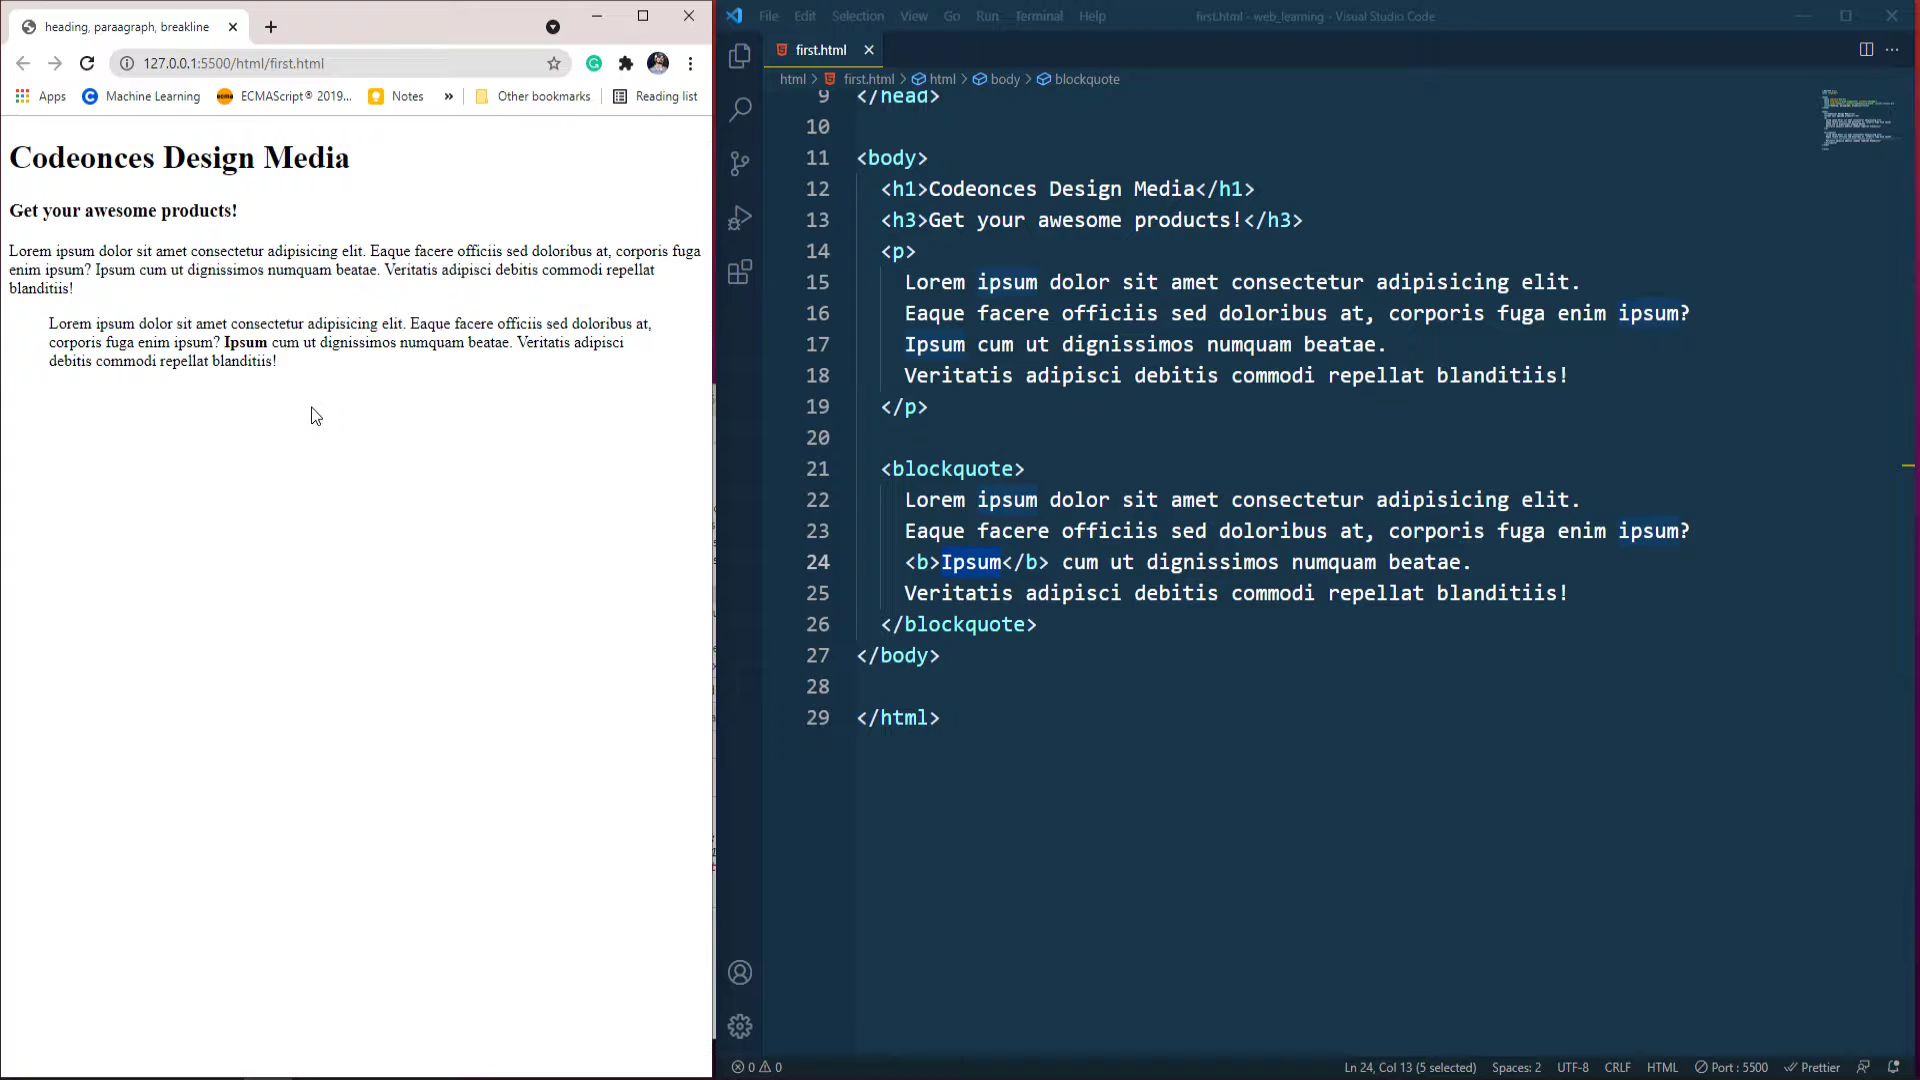 heading, paragraph, breakline
127.0.0.1:5500/html/first.html
Apps Machine Learning ECMAScript® 2019... Notes » Other bookmarks Reading list
Codeonces Design Media
Get your awesome products!
Lorem ipsum dolor sit amet consectetur adipisicing elit. Eaque facere officiis sed doloribus at, corporis fuga
enim ipsum? Ipsum cum ut dignissimos numquam beatae. Veritatis adipisci debitis commodi repellat
blanditiis!
Lorem ipsum dolor sit amet consectetur adipisicing elit. Eaque facere officiis sed doloribus at,
corporis fuga enim ipsum? Ipsum cum ut dignissimos numquam beatae. Veritatis adipisci
debitis commodi repellat blanditiis!
File Edit Selection View Go Run Terminal Help first.html - web_learning - Visual Studio Code
first.html
html > first.html > html > body > blockquote
9 </head>
10
11 <body>
12 <h1>Codeonces Design Media</h1>
13 <h3>Get your awesome products!</h3>
14 <p>
15 Lorem ipsum dolor sit amet consectetur adipisicing elit.
16 Eaque facere officiis sed doloribus at, corporis fuga enim ipsum?
17 Ipsum cum ut dignissimos numquam beatae.
18 Veritatis adipisci debitis commodi repellat blanditiis!
19 </p>
20
21 <blockquote>
22 Lorem ipsum dolor sit amet consectetur adipisicing elit.
23 Eaque facere officiis sed doloribus at, corporis fuga enim ipsum?
24 <b>Ipsum</b> cum ut dignissimos numquam beatae.
25 Veritatis adipisci debitis commodi repellat blanditiis!
26 </blockquote>
27 </body>
28
29 </html>
0 0 Ln 24, Col 13 (5 selected) Spaces: 2 UTF-8 CRLF HTML Port : 5500 Prettier